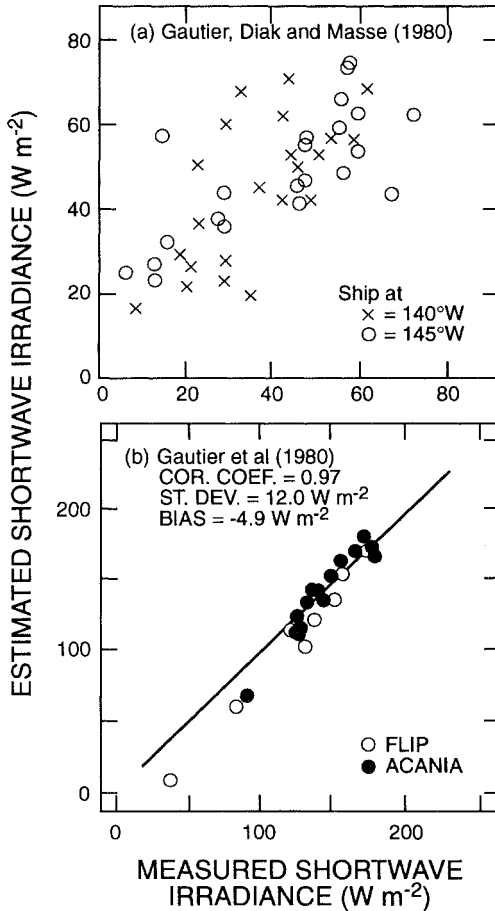 ESTIMATED SHORTWAVE IRRADIANCE (W m-2)
(a) Gautier, Diak and Masse (1980)
80
60
40
20
0
Ship at
× = 140°W
○ = 145°W
0 20 40 60 80
(b) Gautier et al (1980)
COR. COEF. = 0.97
ST. DEV. = 12.0 W m-2
BIAS = -4.9 W m-2
200
100
0
○ FLIP
● ACANIA
0 100 200
MEASURED SHORTWAVE
IRRADIANCE (W m-2)